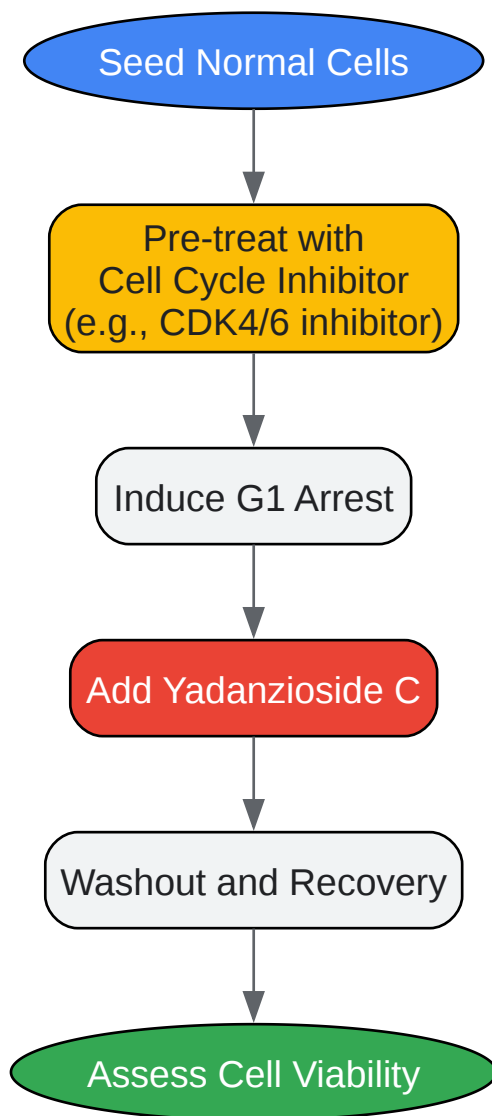 Seed Normal Cells
Pre-treat with
Cell Cycle Inhibitor
(e.g., CDK4/6 inhibitor)
Induce G1 Arrest
Add Yadanzioside C
Washout and Recovery
Assess Cell Viability